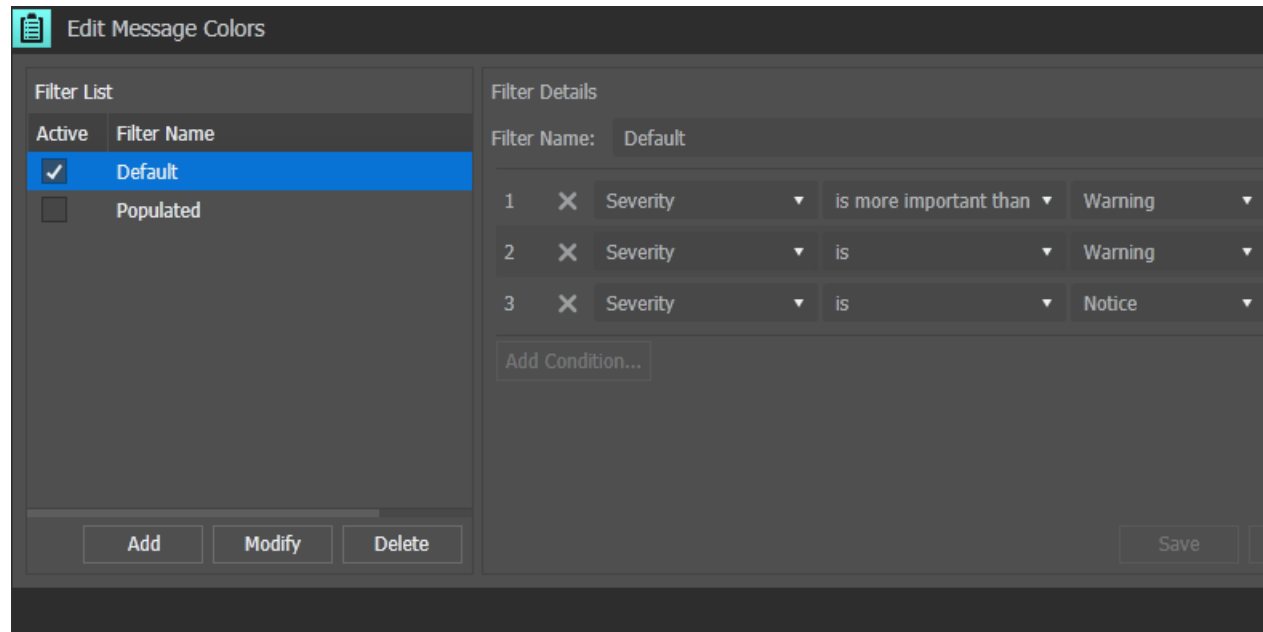 Edit Message Colors
Filter List
Active Filter Name
Default
Populated
Add Modify Delete
Filter Details
Filter Name: Default
1 Severity is more important than Warning
2 Severity is Warning
3 Severity is Notice
Add Condition...
Save